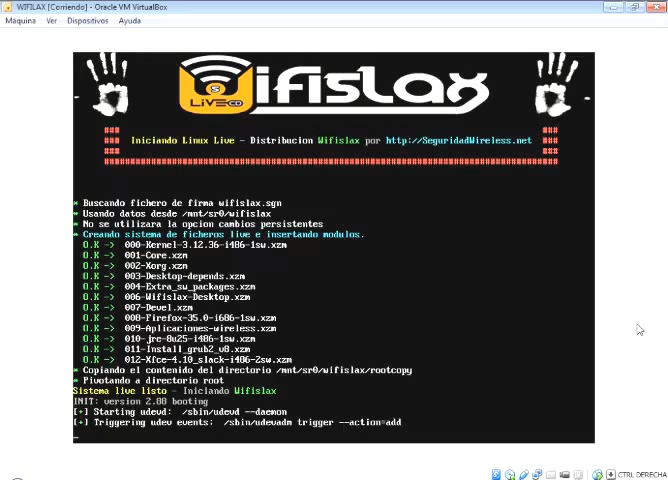 WIFILAX [Corriendo] - Oracle VM VirtualBox
Máquina Ver Dispositivos Ayuda
Wifislax
LiVECD
### ###
### Iniciando Linux Live - Distribucion Wifislax por http://SeguridadWireless.net ###
### ###
* Buscando fichero de firma wifislax.sgn
* Usando datos desde /mnt/sr0/wifislax
* No se utilizara la opcion cambios persistentes
* Creando sistema de ficheros live e insertando modulos.
O.K -> 000-Kernel-3.12.36-i486-1sw.xzm
O.K -> 001-Core.xzm
O.K -> 002-Xorg.xzm
O.K -> 003-Desktop-depends.xzm
O.K -> 004-Extra_sw_packages.xzm
O.K -> 006-Wifislax-Desktop.xzm
O.K -> 007-Devel.xzm
O.K -> 008-Firefox-35.0-i686-1sw.xzm
O.K -> 009-Aplicaciones-wireless.xzm
O.K -> 010-jre-8u25-i486-1sw.xzm
O.K -> 011-Install_grub2_v8.xzm
O.K -> 012-Xfce-4.10_slack-i486-2sw.xzm
* Copiando el contenido del directorio /mnt/sr0/wifislax/rootcopy
* Pivotando a directorio root
Sistema live listo - Iniciando Wifislax
INIT: version 2.88 booting
[+] Starting udevd: /sbin/udevd --daemon
[+] Triggering udev events: /sbin/udevadm trigger --action=add
CTRL DERECHA